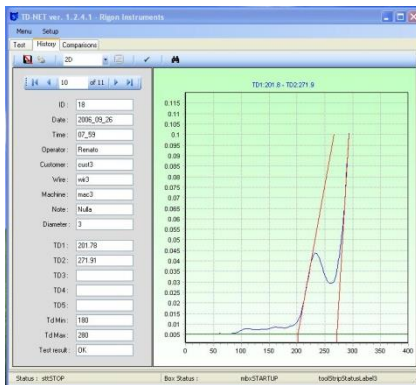 TD-NET ver. 1.2.4.1 - Rigon Instruments
Menu Setup
Test History Comparisons
2D
10 of 11
ID : 18
Date : 2006_09_26
Time : 07_59
Operator : Renato
Customer : cust3
Wire : wir3
Machine : mac3
Note : Nulla
Diameter : 3
TD1 : 201.78
TD2 : 271.91
TD3 :
TD4 :
TD5 :
Td Min : 180
Td Max : 280
Test result : OK
TD1:201.8 - TD2:271.9
0.115
0.11
0.105
0.1
0.095
0.09
0.085
0.08
0.075
0.07
0.065
0.06
0.055
0.05
0.045
0.04
0.035
0.03
0.025
0.02
0.015
0.01
0.005
0 50 100 150 200 250 300 350 400
Status : sttSTOP Box Status : mbxSTARTUP toolStripStatusLabel3